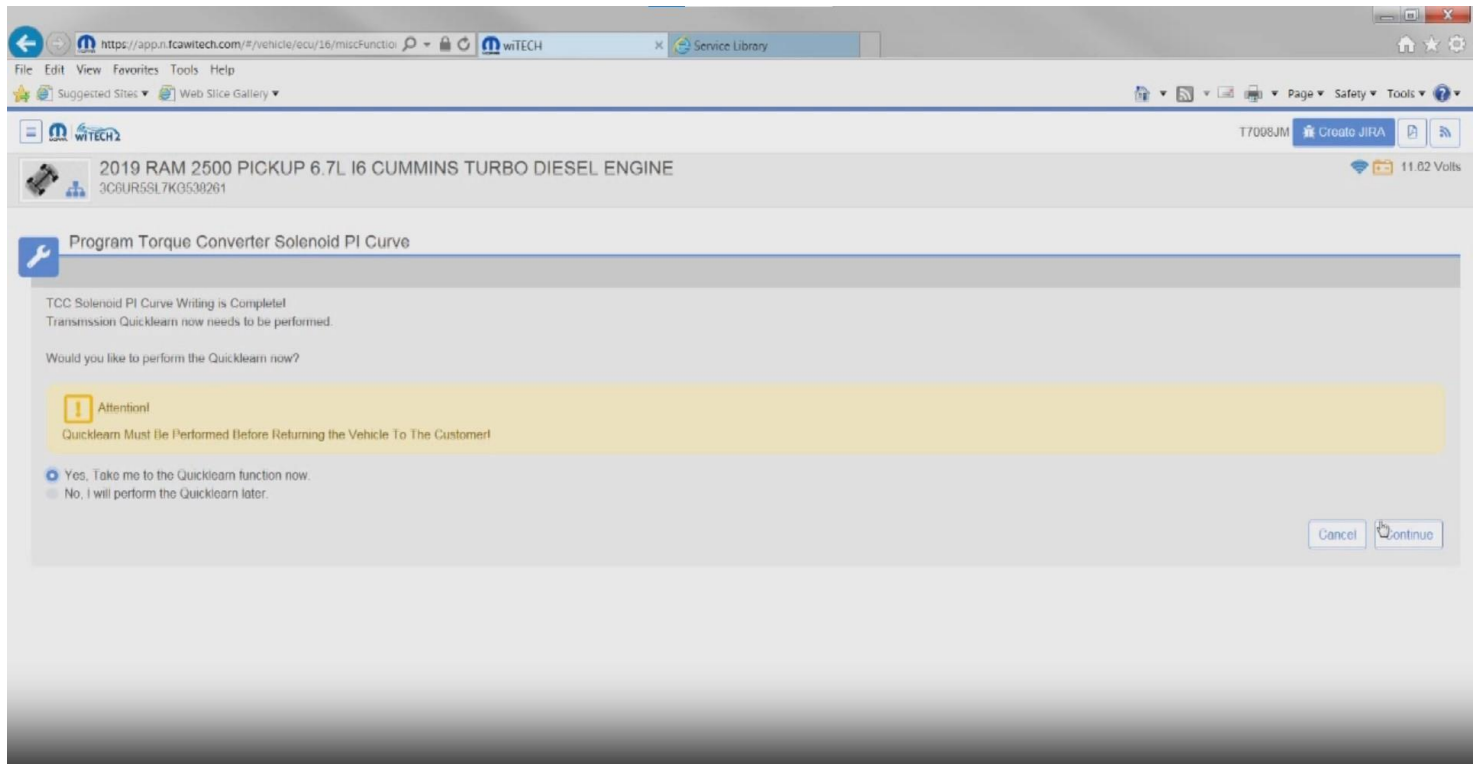 https://app.n.fcawitech.com/#/vehicle/ecu/16/miscFunctio
wiTECH
Service Library
File Edit View Favorites Tools Help
Suggested Sites Web Slice Gallery
Page Safety Tools
wiTECH2
T7098JM Create JIRA
2019 RAM 2500 PICKUP 6.7L I6 CUMMINS TURBO DIESEL ENGINE
11.62 Volts
Program Torque Converter Solenoid PI Curve
TCC Solenoid PI Curve Writing is Complete!
Transmssion Quicklearn now needs to be performed.
Would you like to perform the Quicklearn now?
Attention!
Quicklearn Must Be Performed Before Returning the Vehicle To The Customer!
Yes, Take me to the Quicklearn function now.
No, I will perform the Quicklearn later.
Cancel Continue